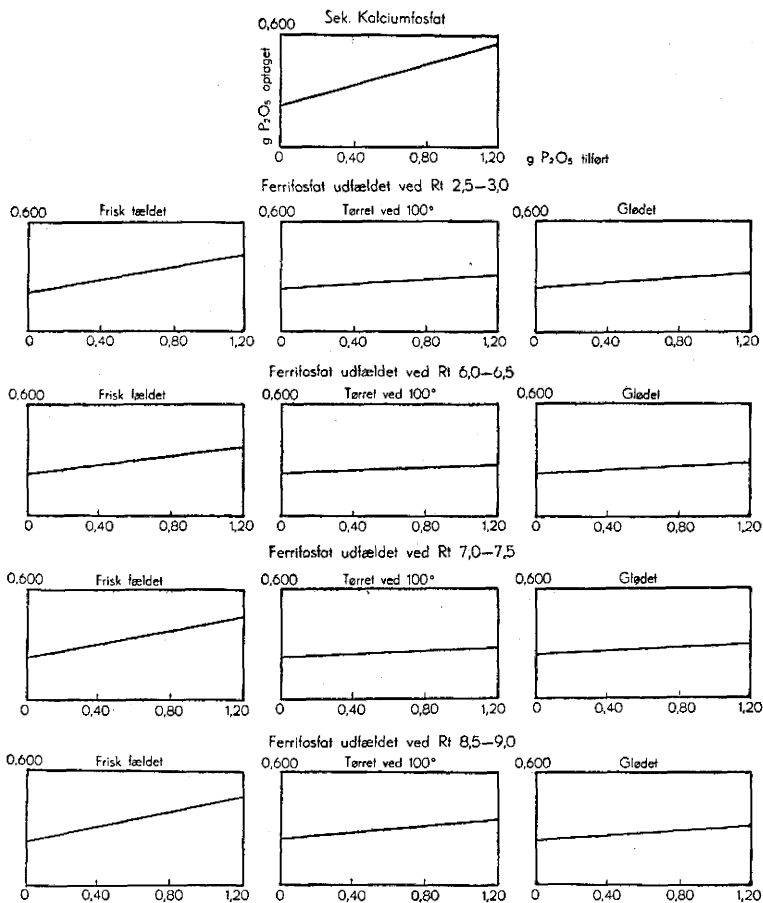 Sek. Kalciumfosfat
0,600
g P₂O₅ optaget
0 0,40 0,80 1,20 g P₂O₅ tilført
Ferrifosfat udfældet ved Rt 2,5—3,0
0,600 Frisk fældet 0,600 Tørret ved 100° 0,600 Glødet
0 0,40 0,80 1,20 0 0,40 0,80 1,20 0 0,40 0,80 1,20
Ferrifosfat udfældet ved Rt 6,0—6,5
0,600 Frisk fældet 0,600 Tørret ved 100° 0,600 Glødet
0 0,40 0,80 1,20 0 0,40 0,80 1,20 0 0,40 0,80 1,20
Ferrifosfat udfældet ved Rt 7,0—7,5
0,600 Frisk fældet 0,600 Tørret ved 100° 0,600 Glødet
0 0,40 0,80 1,20 0 0,40 0,80 1,20 0 0,40 0,80 1,20
Ferrifosfat udfældet ved Rt 8,5—9,0
0,600 Frisk fældet 0,600 Tørret ved 100° 0,600 Glødet
0 0,40 0,80 1,20 0 0,40 0,80 1,20 0 0,40 0,80 1,20